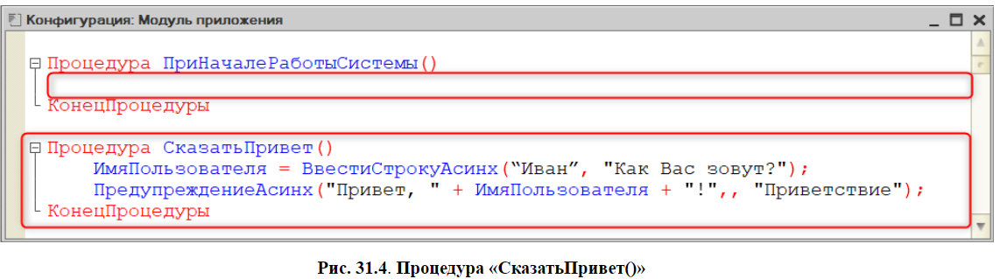 Конфигурация: Модуль приложения
Процедура ПриНачалеРаботыСистемы()
КонецПроцедуры
Процедура СказатьПривет()
ИмяПользователя = ВвестиСтрокуАсинх(“Иван”, "Как Вас зовут?");
ПредупреждениеАсинх("Привет, " + ИмяПользователя + "!",, "Приветствие");
КонецПроцедуры
Рис. 31.4. Процедура «СказатьПривет()»